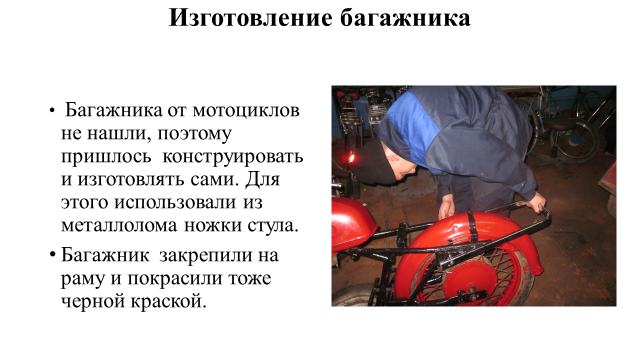 Изготовление багажника
• Багажника от мотоциклов
не нашли, поэтому
пришлось конструировать
и изготовлять сами. Для
этого использовали из
металлолома ножки стула.
• Багажник закрепили на
раму и покрасили тоже
черной краской.